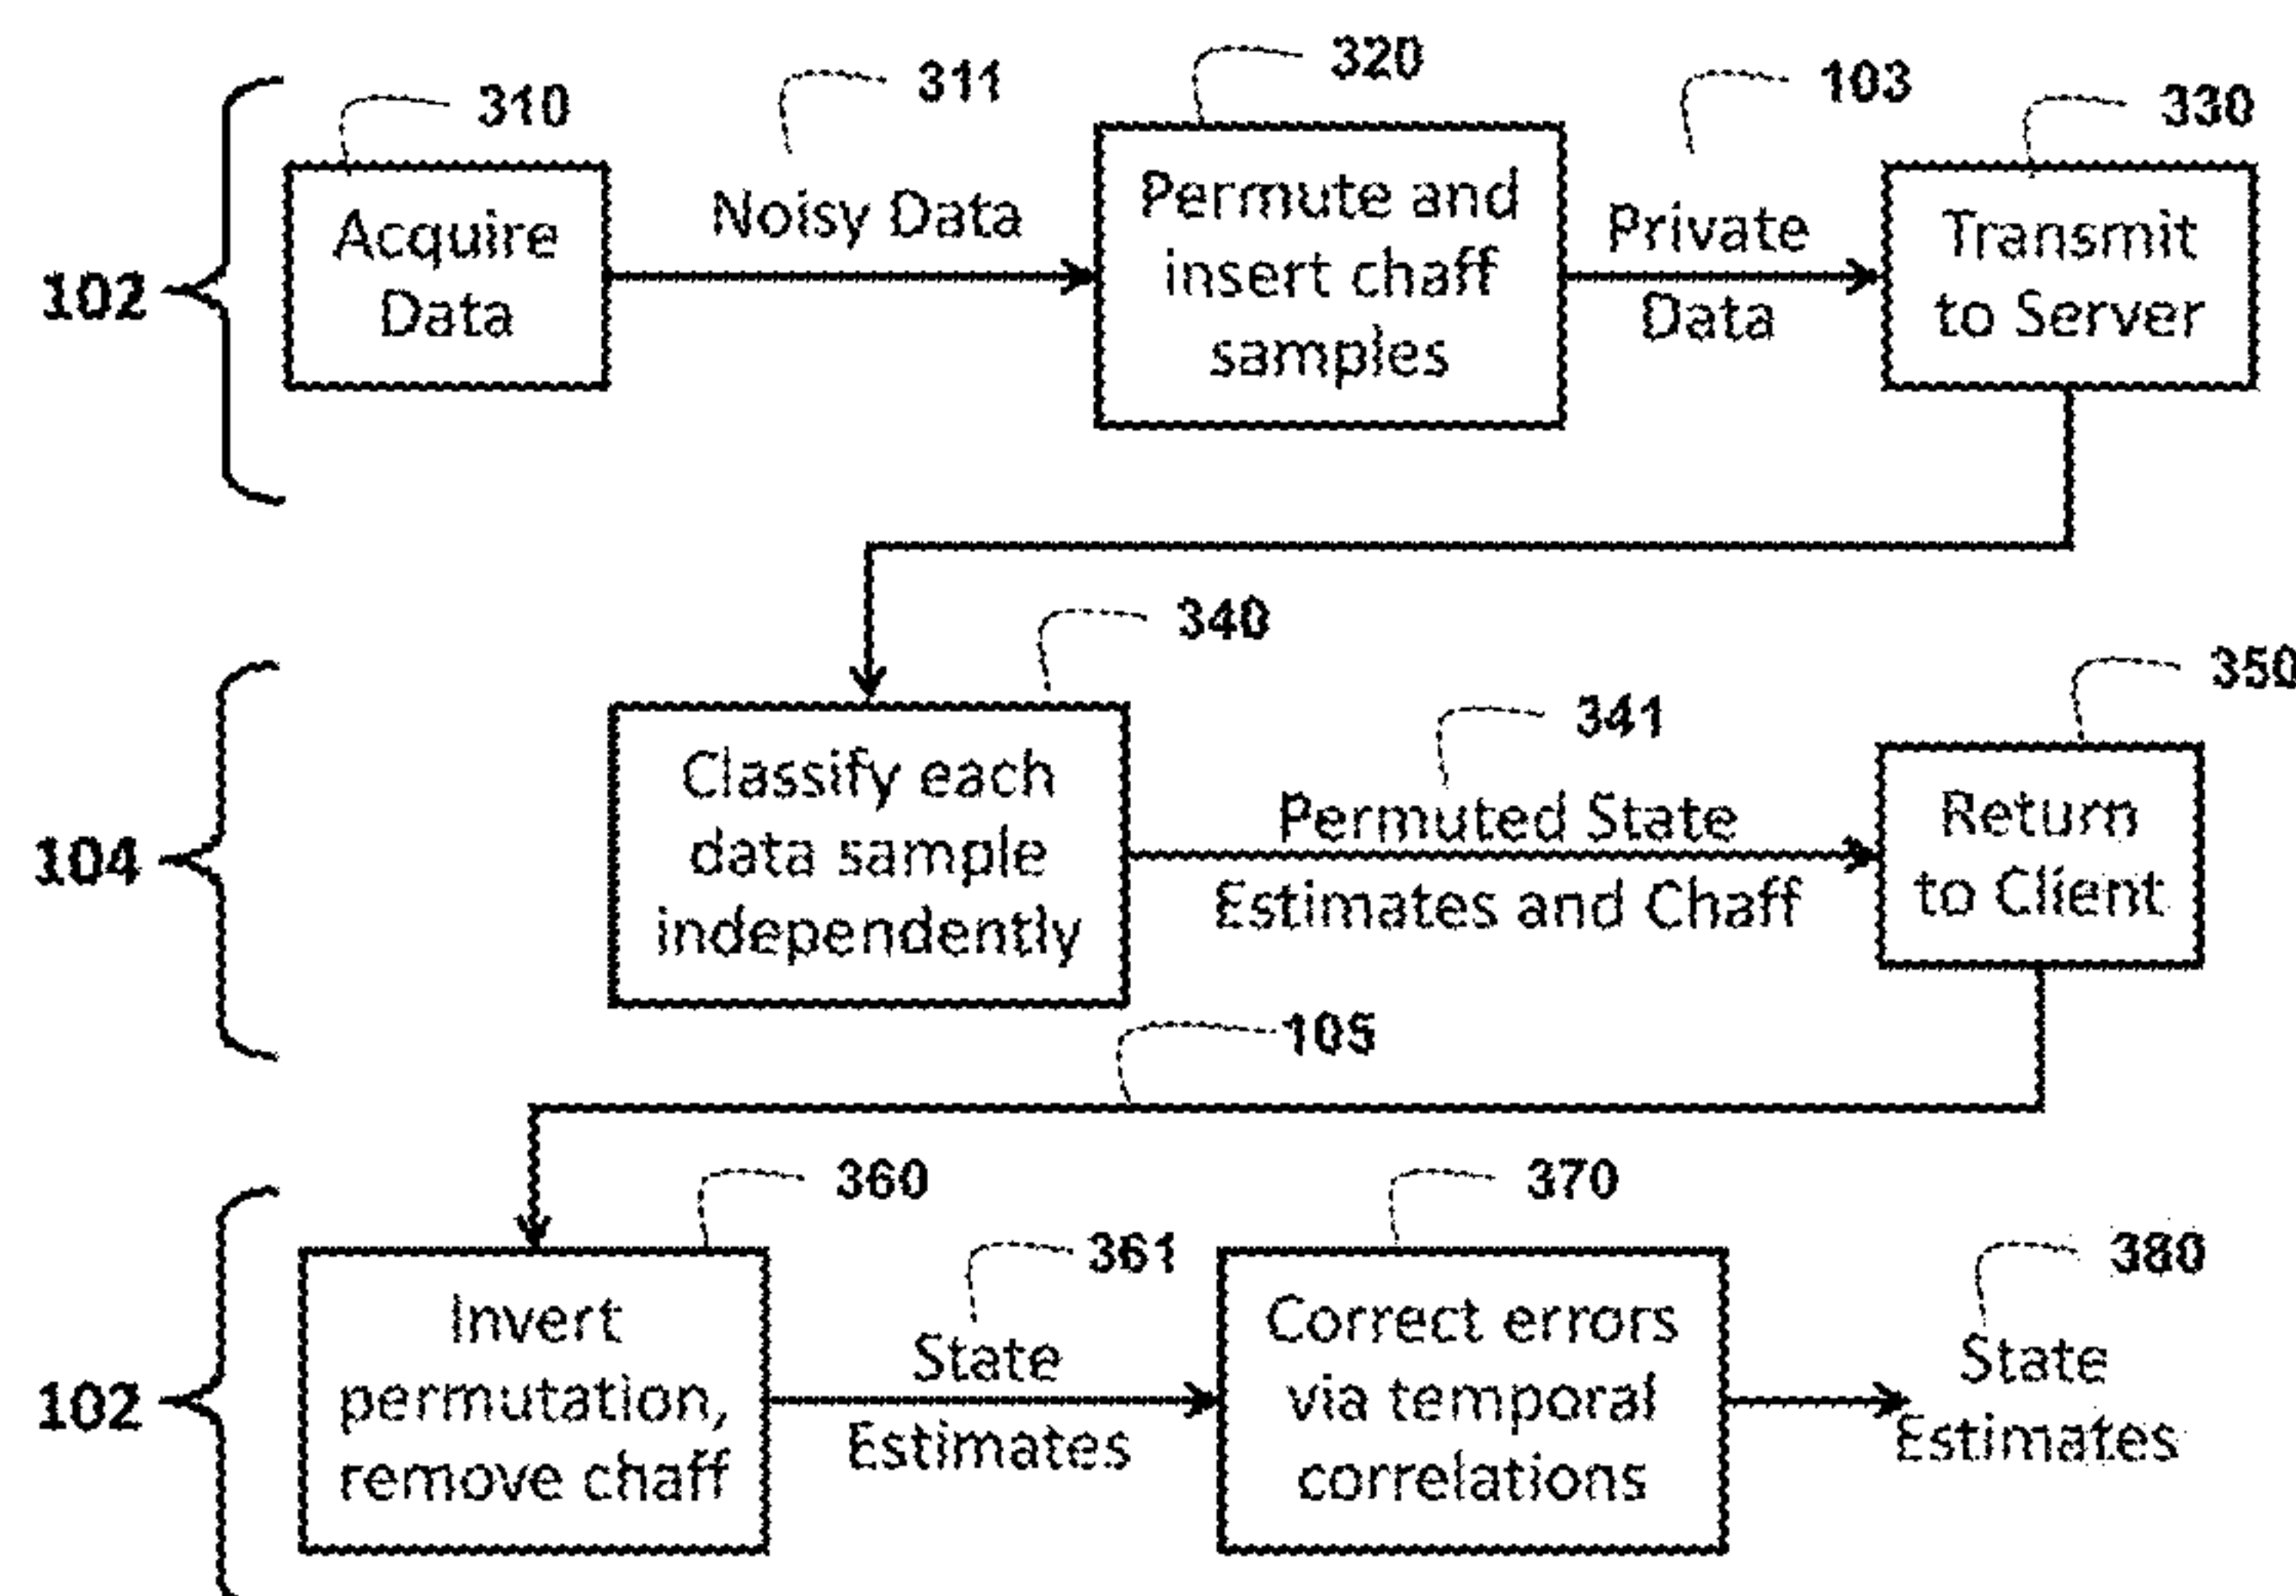 310
311
320
103
330
102
Acquire
Data
Noisy Data
Permute and
insert chaff
samples
Private
Data
Transmit
to Server
340
341
350
104
Classify each
data sample
independently
Permuted State
Estimates and Chaff
Return
to Client
105
360
361
370
380
102
Invert
permutation,
remove chaff
State
Estimates
Correct errors
via temporal
correlations
State
Estimates